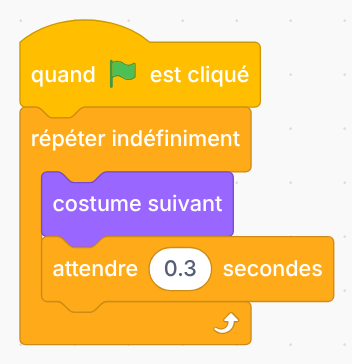 quand est cliqué
répéter indéfiniment
costume suivant
attendre 0.3 secondes